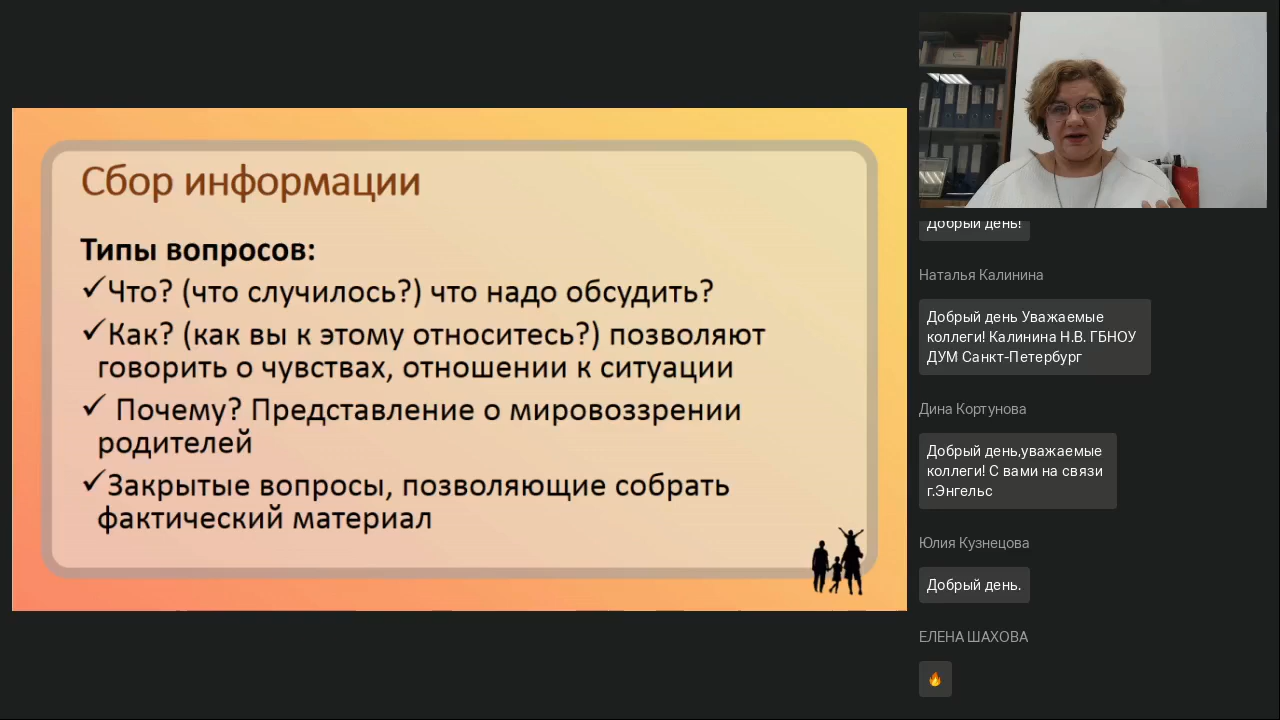 Сбор информации
Типы вопросов:
✓Что? (что случилось?) что надо обсудить?
✓Как? (как вы к этому относитесь?) позволяют
говорить о чувствах, отношении к ситуации
✓ Почему? Представление о мировоззрении
родителей
✓Закрытые вопросы, позволяющие собрать
фактический материал
Добрый день!
Наталья Калинина
Добрый день Уважаемые
коллеги! Калинина Н.В. ГБНОУ
ДУМ Санкт-Петербург
Дина Кортунова
Добрый день,уважаемые
коллеги! С вами на связи
г.Энгельс
Юлия Кузнецова
Добрый день.
ЕЛЕНА ШАХОВА
🔥